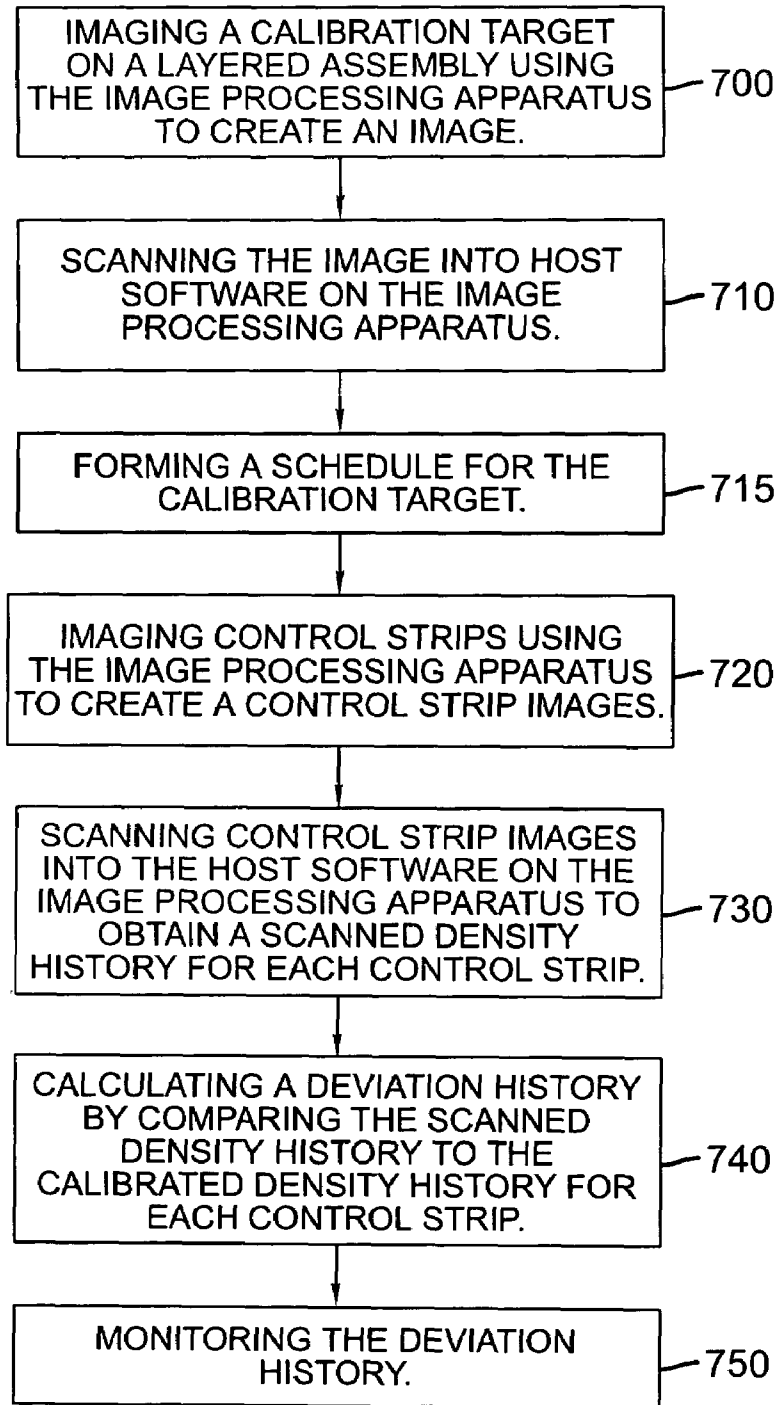 IMAGING A CALIBRATION TARGET
ON A LAYERED ASSEMBLY USING
THE IMAGE PROCESSING APPARATUS
TO CREATE AN IMAGE.
700
SCANNING THE IMAGE INTO HOST
SOFTWARE ON THE IMAGE
PROCESSING APPARATUS.
710
FORMING A SCHEDULE FOR THE
CALIBRATION TARGET.
715
IMAGING CONTROL STRIPS USING
THE IMAGE PROCESSING APPARATUS
TO CREATE A CONTROL STRIP IMAGES.
720
SCANNING CONTROL STRIP IMAGES
INTO THE HOST SOFTWARE ON THE
IMAGE PROCESSING APPARATUS TO
OBTAIN A SCANNED DENSITY
HISTORY FOR EACH CONTROL STRIP.
730
CALCULATING A DEVIATION HISTORY
BY COMPARING THE SCANNED
DENSITY HISTORY TO THE
CALIBRATED DENSITY HISTORY FOR
EACH CONTROL STRIP.
740
MONITORING THE DEVIATION
HISTORY.
750